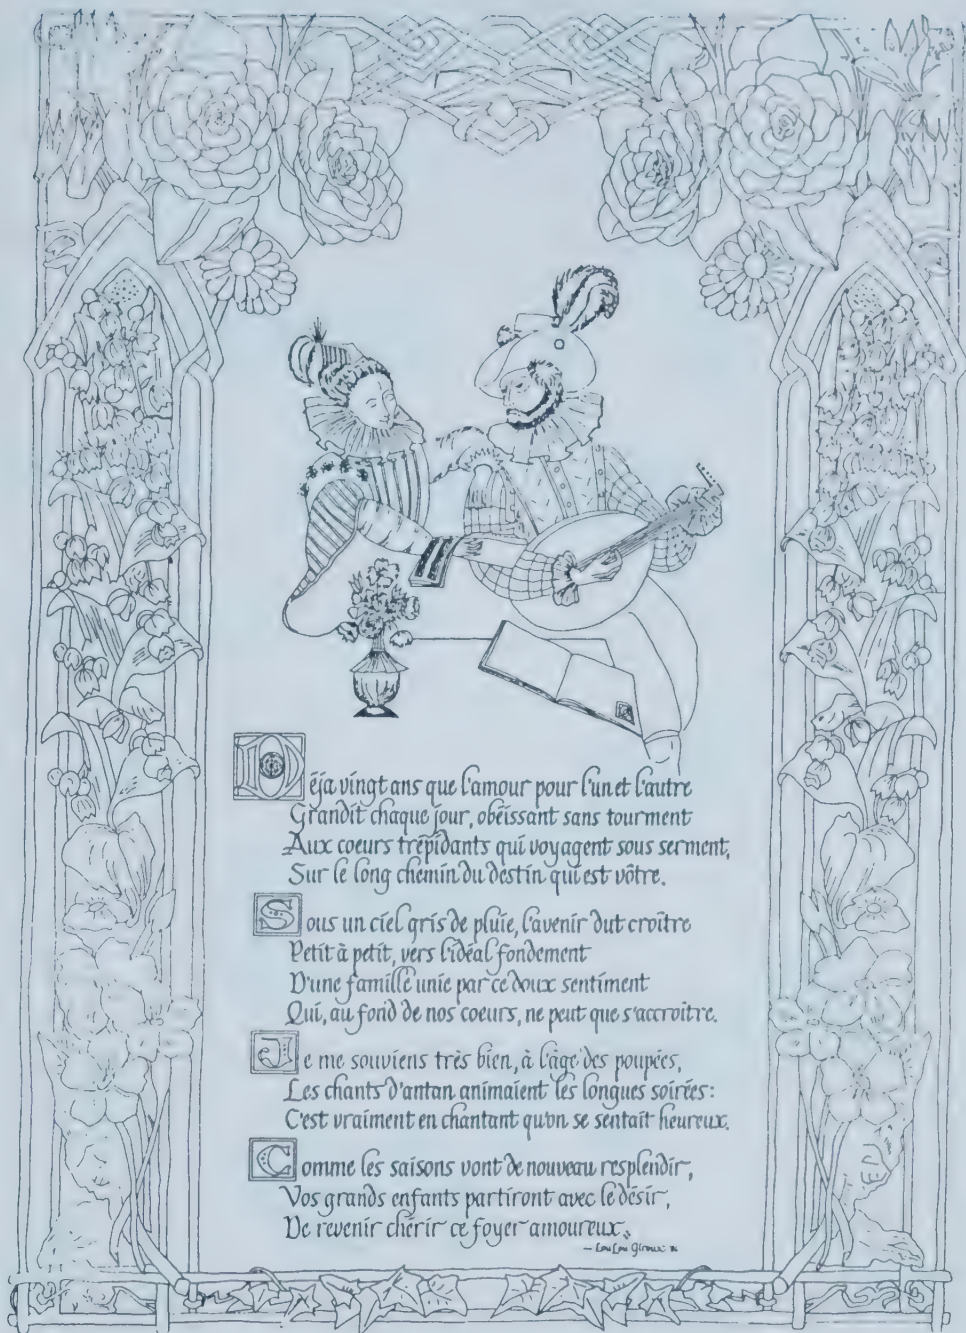 Déja vingt ans que l'amour pour l'un et l'autre
Grandit chaque jour, obéissant sans tourment
Aux coeurs trépidants qui voyagent sous serment,
Sur le long chemin du destin qui est vôtre.
Sous un ciel gris de pluie, l'avenir dut croître
Petit à petit, vers l'idéal fondement
D'une famille unie par ce doux sentiment
Qui, au fond de nos coeurs, ne peut que s'accroître.
Je me souviens très bien, à l'âge des poupées,
Les chants d'antan animaient les longues soirées:
C'est vraiment en chantant qu'on se sentait heureux.
Comme les saisons vont de nouveau resplendir,
Vos grands enfants partiront avec le désir,
De revenir chérir ce foyer amoureux.
— Lou Lou Giroux